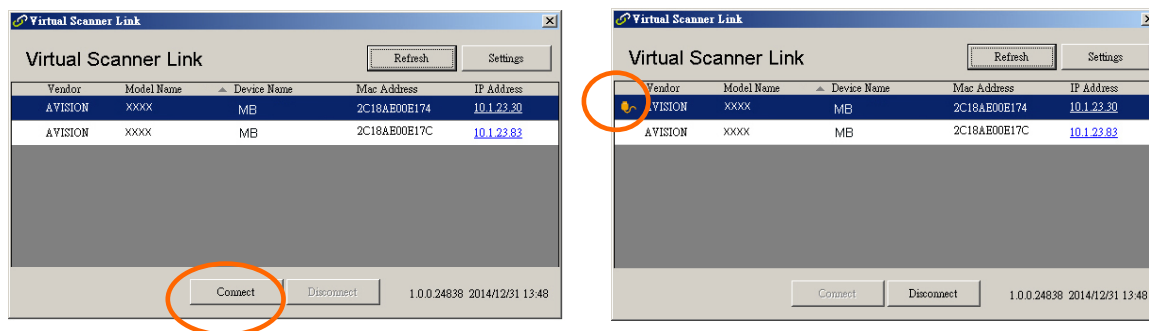 Virtual Scanner Link
Virtual Scanner Link Refresh Settings
Vendor Model Name Device Name Mac Address IP Address
AVISION XXXX MB 2C18AE00E174 10.1.23.30
AVISION XXXX MB 2C18AE00E17C 10.1.23.83
Connect Disconnect 1.0.0.24838 2014/12/31 13:48
Virtual Scanner Link
Virtual Scanner Link Refresh Settings
Vendor Model Name Device Name Mac Address IP Address
AVISION XXXX MB 2C18AE00E174 10.1.23.30
AVISION XXXX MB 2C18AE00E17C 10.1.23.83
Connect Disconnect 1.0.0.24838 2014/12/31 13:48